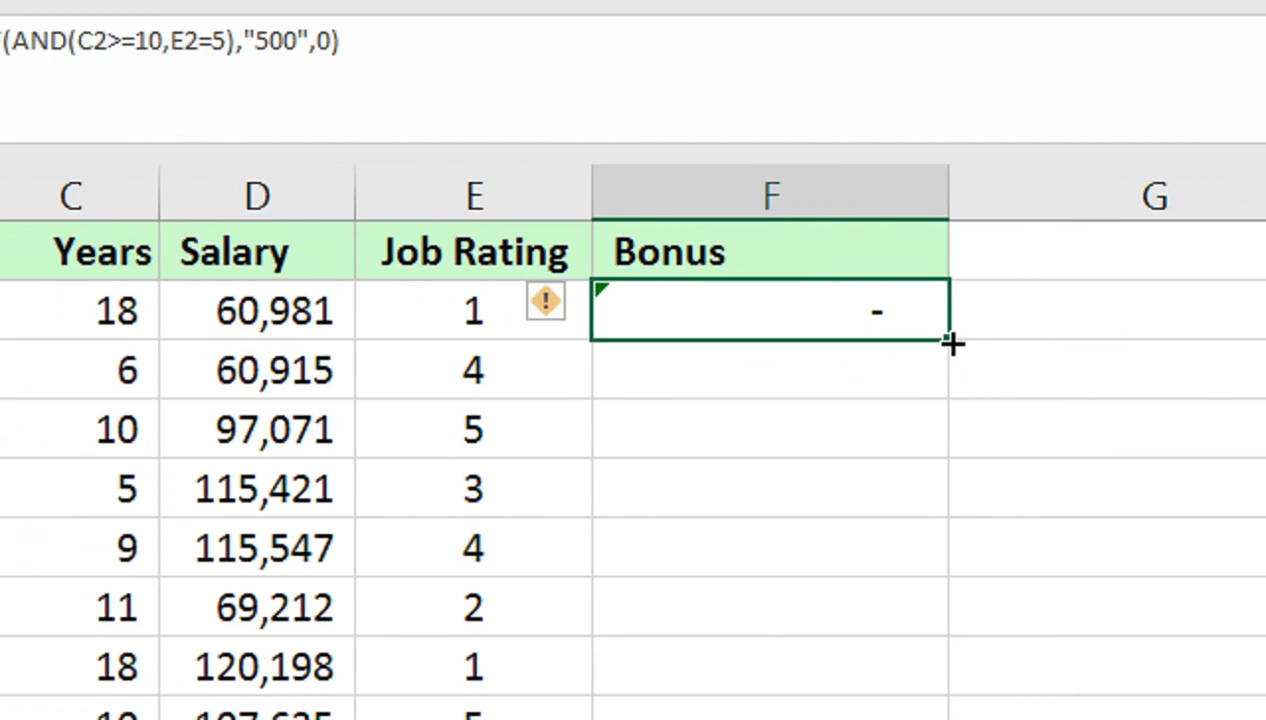 (AND(C2>=10,E2=5),"500",0)
C D E F G
Years Salary Job Rating Bonus
18 60,981 1 ! -
6 60,915 4
10 97,071 5
5 115,421 3
9 115,547 4
11 69,212 2
18 120,198 1